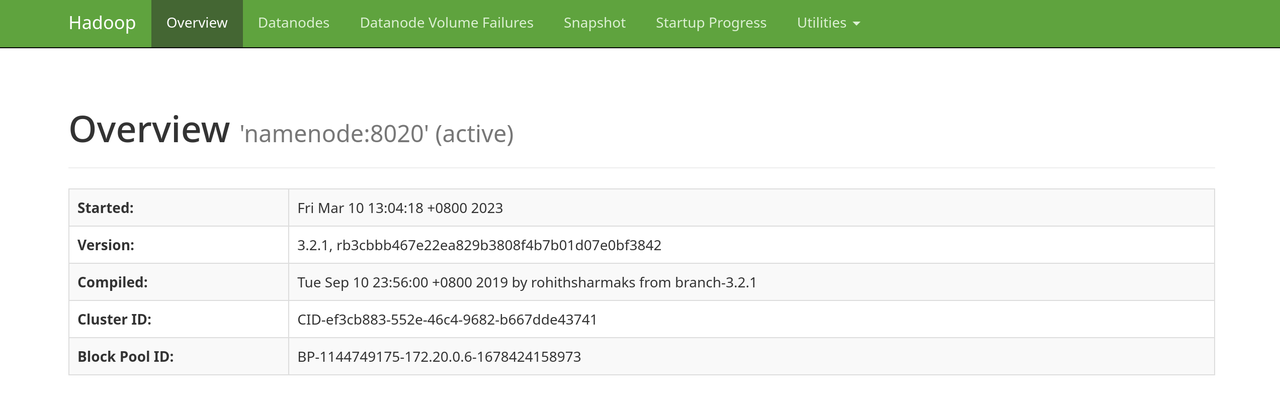 Hadoop Overview Datanodes Datanode Volume Failures Snapshot Startup Progress Utilities
Overview 'namenode:8020' (active)
Started: Fri Mar 10 13:04:18 +0800 2023
Version: 3.2.1, rb3cbbb467e22ea829b3808f4b7b01d07e0bf3842
Compiled: Tue Sep 10 23:56:00 +0800 2019 by rohithsharmaks from branch-3.2.1
Cluster ID: CID-ef3cb883-552e-46c4-9682-b667dde43741
Block Pool ID: BP-1144749175-172.20.0.6-1678424158973